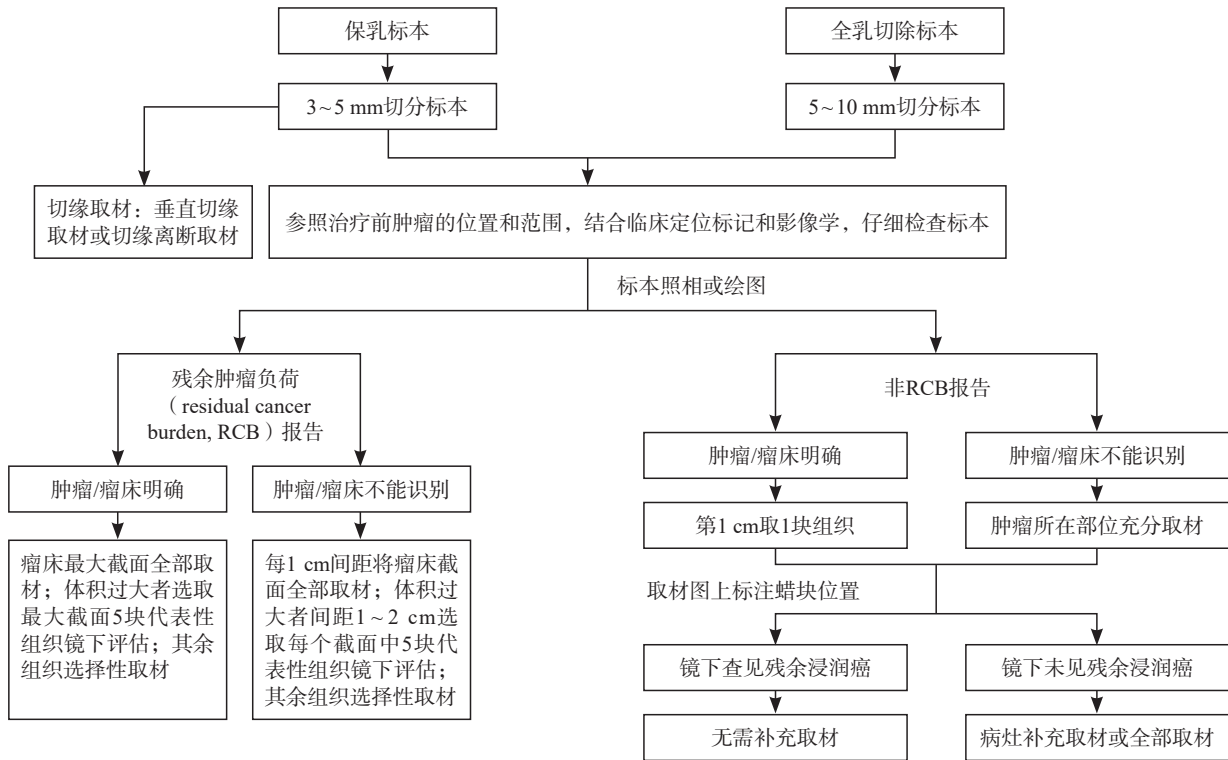 保乳标本
全乳切除标本
3~5 mm切分标本
5~10 mm切分标本
切缘取材：垂直切缘
取材或切缘离断取材
参照治疗前肿瘤的位置和范围，结合临床定位标记和影像学，仔细检查标本
标本照相或绘图
残余肿瘤负荷
（residual cancer
burden, RCB）报告
非RCB报告
肿瘤/瘤床明确
肿瘤/瘤床不能识别
肿瘤/瘤床明确
肿瘤/瘤床不能识别
瘤床最大截面全部取
材；体积过大者选取
最大截面5块代表性
组织镜下评估；其余
组织选择性取材
每1 cm间距将瘤床截
面全部取材；体积过
大者间距1~2 cm选
取每个截面中5块代
表性组织镜下评估；
其余组织选择性取材
第1 cm取1块组织
肿瘤所在部位充分取材
取材图上标注蜡块位置
镜下查见残余浸润癌
镜下未见残余浸润癌
无需补充取材
病灶补充取材或全部取材